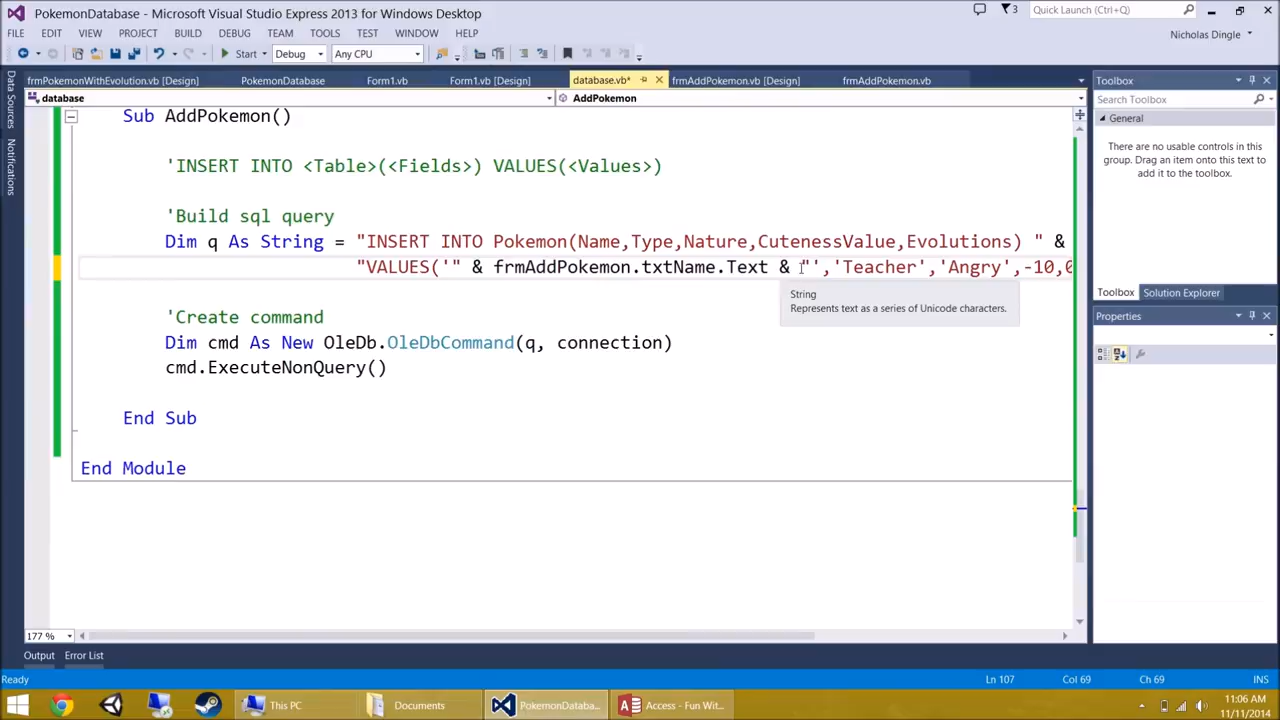 PokemonDatabase - Microsoft Visual Studio Express 2013 for Windows Desktop
3
Quick Launch (Ctrl+Q)
FILE EDIT VIEW PROJECT BUILD DEBUG TEAM TOOLS TEST WINDOW HELP
Nicholas Dingle
Start Debug Any CPU
frmPokemonWithEvolution.vb [Design] PokemonDatabase Form1.vb Form1.vb [Design] database.vb* frmAddPokemon.vb [Design] frmAddPokemon.vb
Toolbox
database AddPokemon
Search Toolbox
Data Sources
Notifications
General
There are no usable controls in this group. Drag an item onto this text to add it to the toolbox.
Sub AddPokemon()
'INSERT INTO <Table>(<Fields>) VALUES(<Values>)
'Build sql query
Dim q As String = "INSERT INTO Pokemon(Name,Type,Nature,CutenessValue,Evolutions) " &
"VALUES('" & frmAddPokemon.txtName.Text & "','Teacher','Angry',-10,0
String
Represents text as a series of Unicode characters.
'Create command
Dim cmd As New OleDb.OleDbCommand(q, connection)
cmd.ExecuteNonQuery()
End Sub
End Module
Toolbox Solution Explorer
Properties
177 %
Output Error List
Ready Ln 107 Col 69 Ch 69 INS
This PC Documents PokemonDataba... Access - Fun Wit...
11:06 AM
11/11/2014